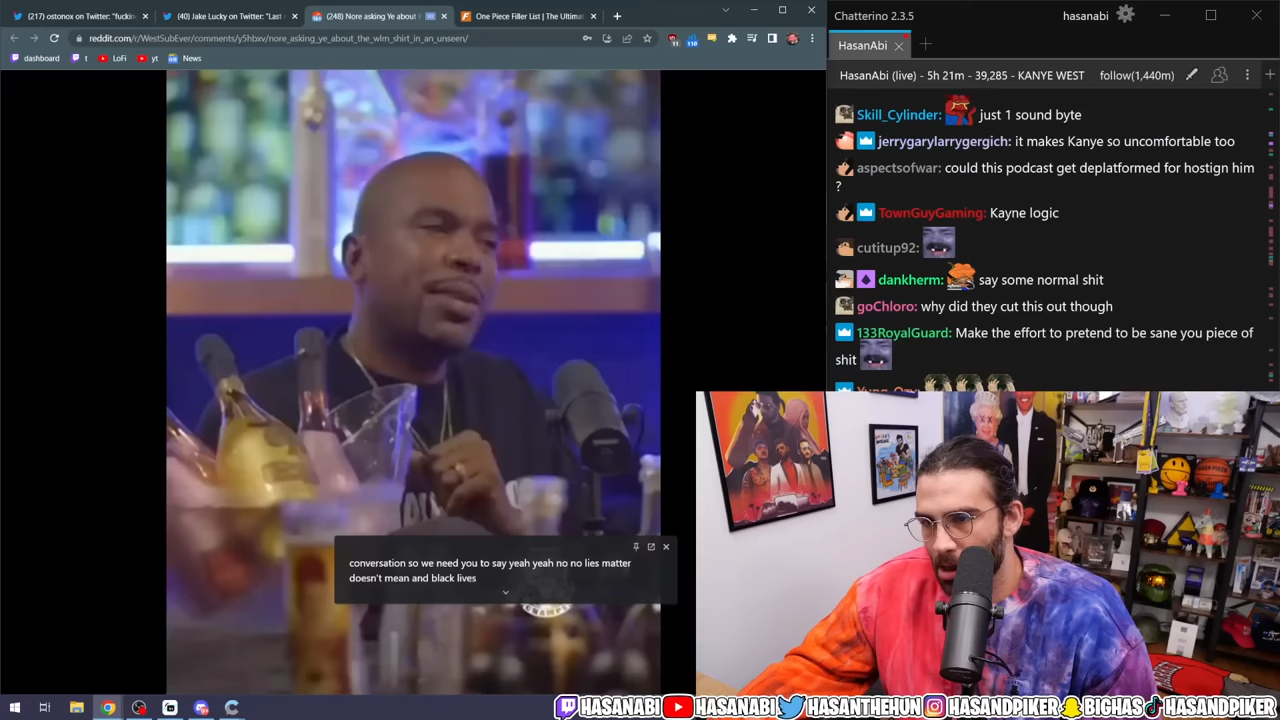 (217) ostonox on Twitter: "fuckin
(40) Jake Lucky on Twitter: "Last
(248) Nore asking Ye about
One Piece Filler List | The Ultima
reddit.com/r/WestSubEver/comments/y5hbxv/nore_asking_ye_about_the_wlm_shirt_in_an_unseen/
11
110
dashboard
t
LoFi
yt
News
conversation so we need you to say yeah yeah no no lies matter
doesn't mean and black lives
Chatterino 2.3.5
hasanabi
HasanAbi
HasanAbi (live) - 5h 21m - 39,285 - KANYE WEST
follow(1,440m)
Skill_Cylinder: just 1 sound byte
jerrygarylarrygergich: it makes Kanye so uncomfortable too
aspectsofwar: could this podcast get deplatformed for hostign him
?
TownGuyGaming: Kayne logic
cutitup92:
dankherm: say some normal shit
goChloro: why did they cut this out though
133RoyalGuard: Make the effort to pretend to be sane you piece of
shit
HASANABI HASANABI HASANTHEHUN HASANDPIKER BIGHAS HASANDPIKER